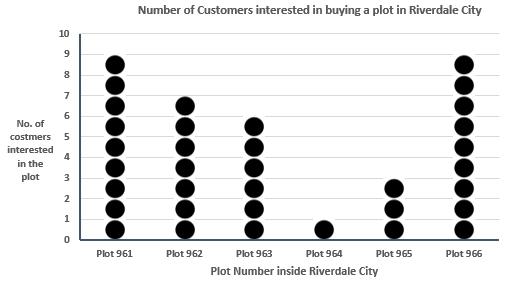 Number of Customers interested in buying a plot in Riverdale City
10
9
8
7
6
5
4
3
2
1
0
No. of
costmers
interested
in the
plot
Plot 961 Plot 962 Plot 963 Plot 964 Plot 965 Plot 966
Plot Number inside Riverdale City